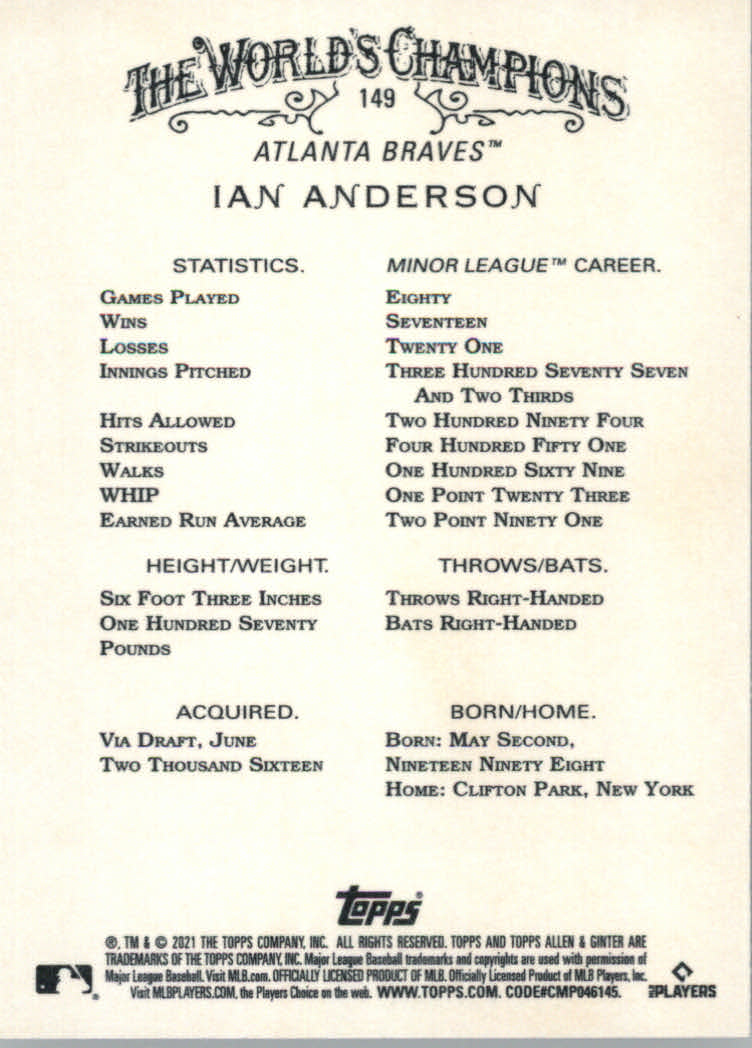 THE WORLD'S CHAMPIONS
149
ATLANTA BRAVES™
IAN ANDERSON
STATISTICS. MINOR LEAGUE™ CAREER.
GAMES PLAYED EIGHTY
WINS SEVENTEEN
LOSSES TWENTY ONE
INNINGS PITCHED THREE HUNDRED SEVENTY SEVEN
AND TWO THIRDS
HITS ALLOWED TWO HUNDRED NINETY FOUR
STRIKEOUTS FOUR HUNDRED FIFTY ONE
WALKS ONE HUNDRED SIXTY NINE
WHIP ONE POINT TWENTY THREE
EARNED RUN AVERAGE TWO POINT NINETY ONE
HEIGHT/WEIGHT. THROWS/BATS.
SIX FOOT THREE INCHES THROWS RIGHT-HANDED
ONE HUNDRED SEVENTY BATS RIGHT-HANDED
POUNDS
ACQUIRED. BORN/HOME.
VIA DRAFT, JUNE BORN: MAY SECOND,
TWO THOUSAND SIXTEEN NINETEEN NINETY EIGHT
HOME: CLIFTON PARK, NEW YORK
Topps®
®, TM & © 2021 THE TOPPS COMPANY, INC. ALL RIGHTS RESERVED. TOPPS AND TOPPS ALLEN & GINTER ARE
TRADEMARKS OF THE TOPPS COMPANY, INC. Major League Baseball trademarks and copyrights are used with permission of
Major League Baseball. Visit MLB.com. OFFICIALLY LICENSED PRODUCT OF MLB. Officially Licensed Product of MLB Players, Inc.
Visit MLBPLAYERS.COM, the Players Choice on the web. WWW.TOPPS.COM. CODE#CMP046145.
MLB PLAYERS